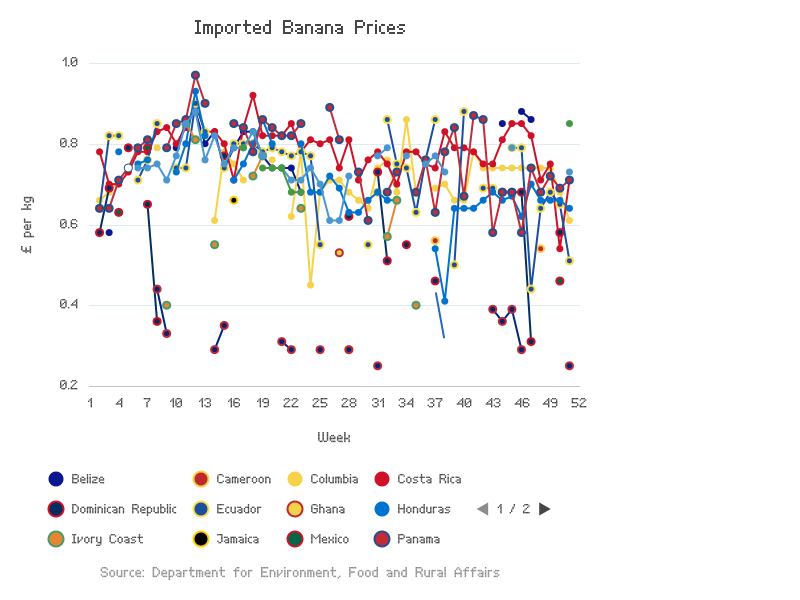 Imported Banana Prices
1.0
0.8
0.6
0.4
0.2
£ per kg
1 4 7 10 13 16 19 22 25 28 31 34 37 40 43 46 49 52
Week
Belize Cameroon Columbia Costa Rica
Dominican Republic Ecuador Ghana Honduras 1 / 2
Ivory Coast Jamaica Mexico Panama
Source: Department for Environment, Food and Rural Affairs